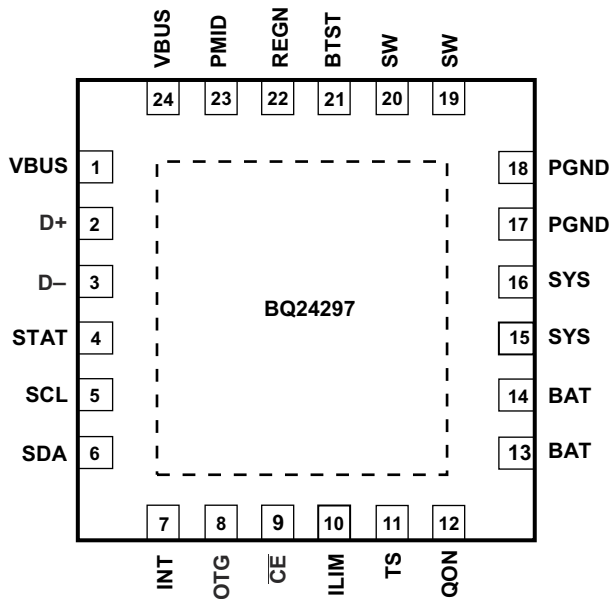 VBUS PMID REGN BTST SW SW
24 23 22 21 20 19
VBUS 1 18 PGND
D+ 2 17 PGND
D– 3 16 SYS
BQ24297
STAT 4 15 SYS
SCL 5 14 BAT
SDA 6 13 BAT
7 8 9 10 11 12
INT OTG C̅E̅ ILIM TS QON